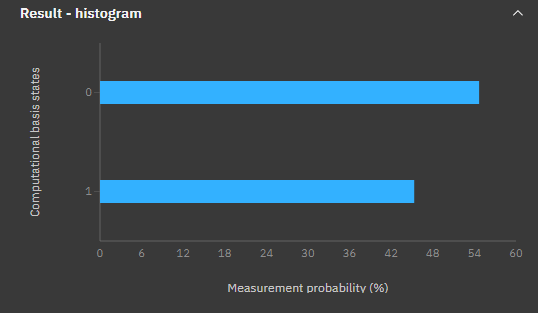 Result - histogram
Computational basis states
0
1
0 6 12 18 24 30 36 42 48 54 60
Measurement probability (%)